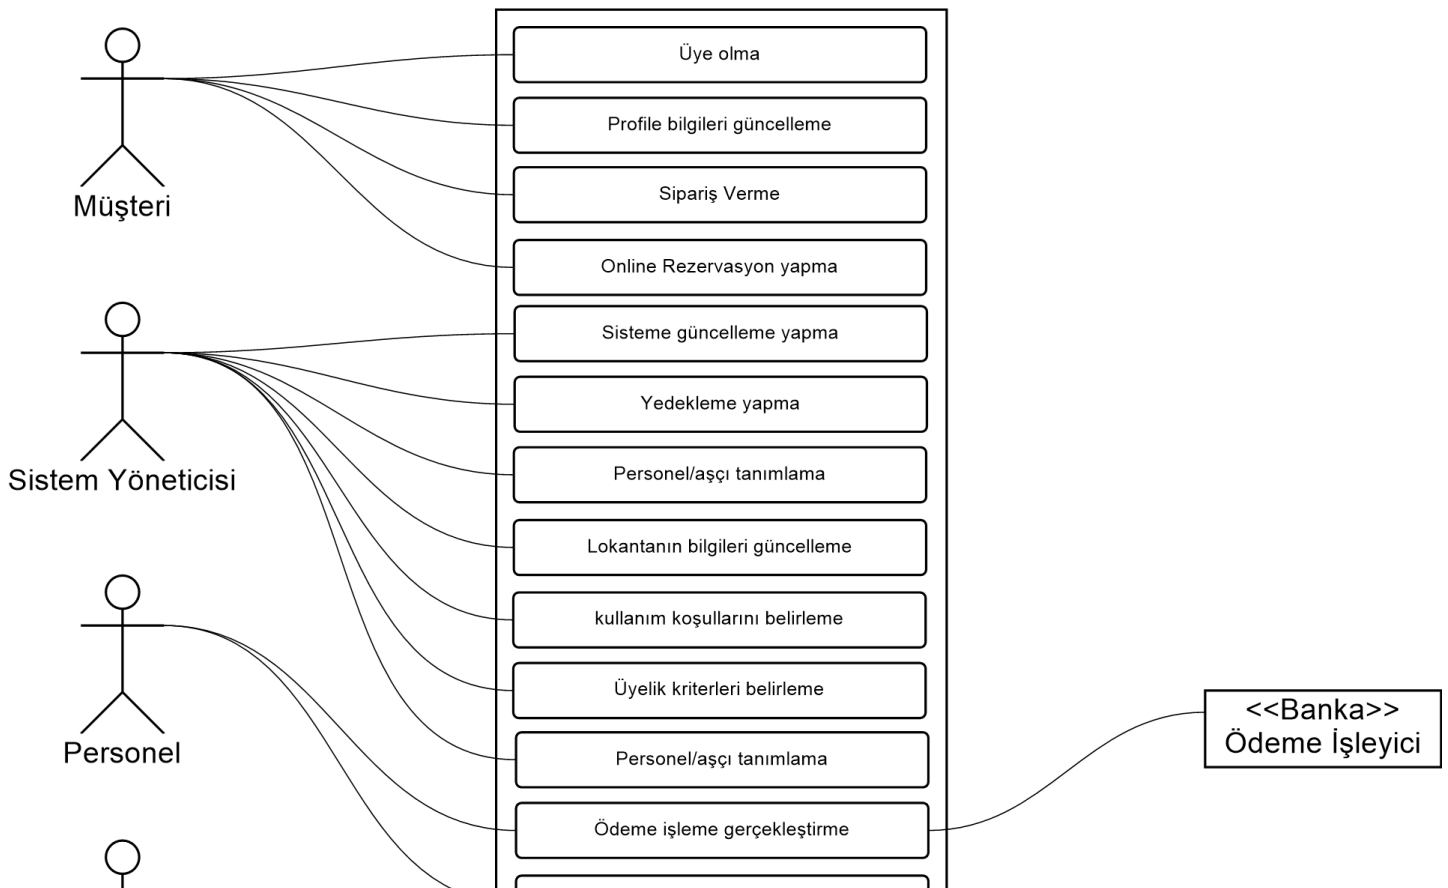 Üye olma
Profile bilgileri güncelleme
Sipariş Verme
Müşteri
Online Rezervasyon yapma
Sisteme güncelleme yapma
Yedekleme yapma
Personel/aşçı tanımlama
Sistem Yöneticisi
Lokantanın bilgileri güncelleme
kullanım koşullarını belirleme
Üyelik kriterleri belirleme
Personel
Personel/aşçı tanımlama
<<Banka>>
Ödeme İşleyici
Ödeme işleme gerçekleştirme